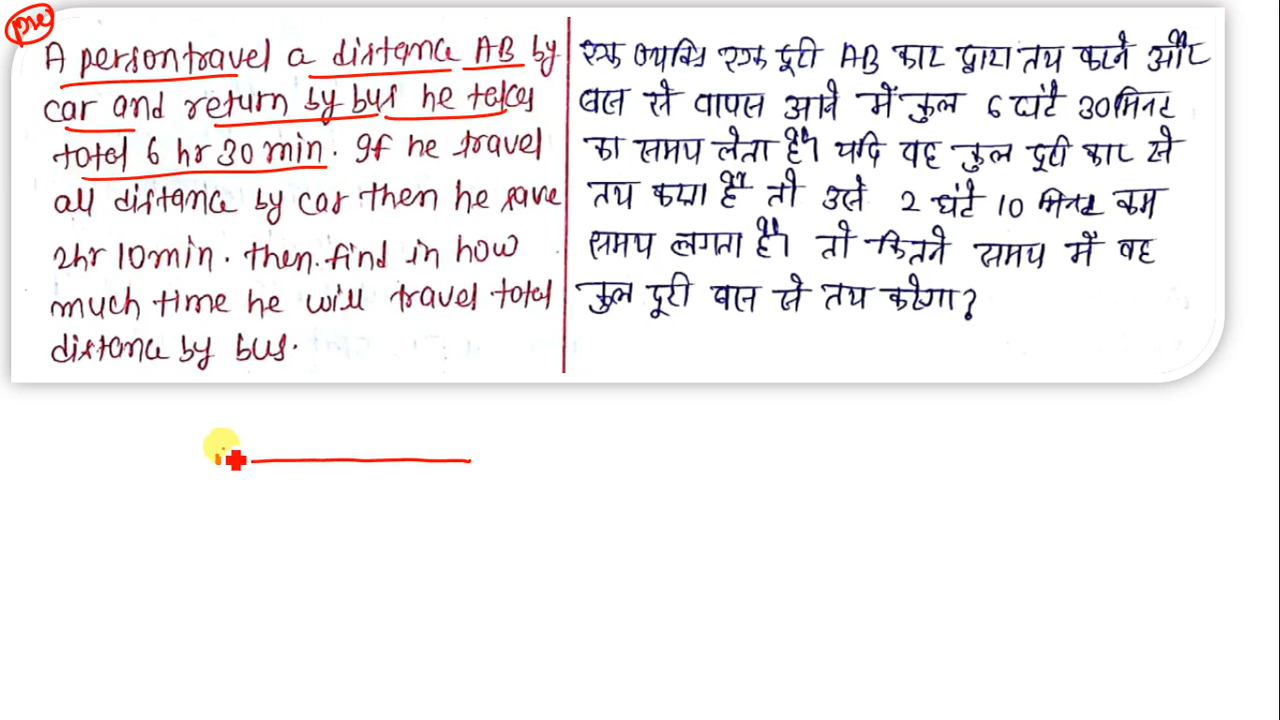 Pre
A person travel a distance AB by
car and return by bus he takes
total 6 hr 30 min. If he travel
all distance by car then he save
2hr 10min. then find in how
much time he will travel total
distance by bus.
एक व्यक्ति एक दूरी AB कार द्वारा तय करने और
बस से वापस आने में कुल 6 घंटे 30 मिनट
का समय लेता है। यदि वह कुल दूरी कार से
तय करता है तो उसे 2 घंटे 10 मिनट कम
समय लगता है। तो कितने समय में वह
कुल दूरी बस से तय करेगा?